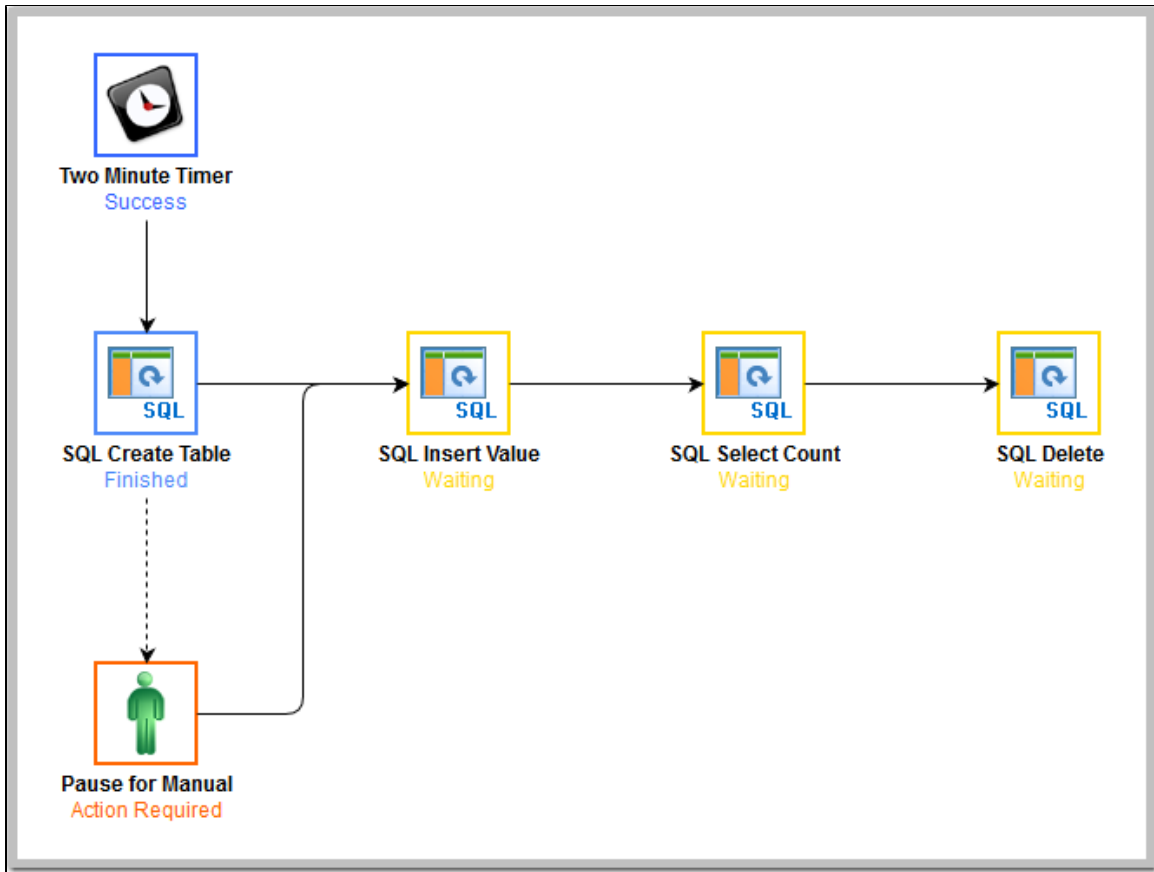 Two Minute Timer
Success
SQL
SQL Create Table
Finished
SQL
SQL Insert Value
Waiting
SQL
SQL Select Count
Waiting
SQL
SQL Delete
Waiting
Pause for Manual
Action Required